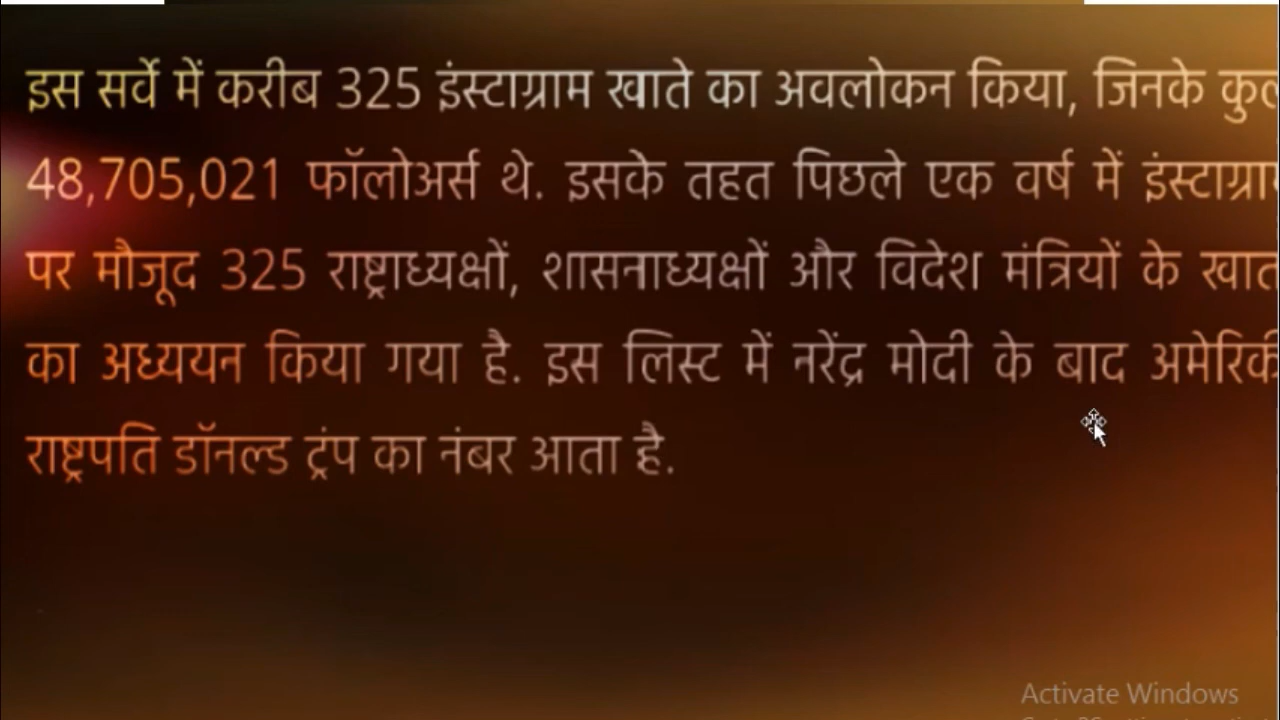 इस सर्वे में करीब 325 इंस्टाग्राम खाते का अवलोकन किया, जिनके
48,705,021 फॉलोअर्स थे. इसके तहत पिछले एक वर्ष में
पर मौजूद 325 राष्ट्राध्यक्षों, शासनाध्यक्षों और विदेश मंत्रियों के
का अध्ययन किया गया है. इस लिस्ट में नरेंद्र मोदी के बाद
राष्ट्रपति डॉनल्ड ट्रंप का नंबर आता है.
Activate Windows